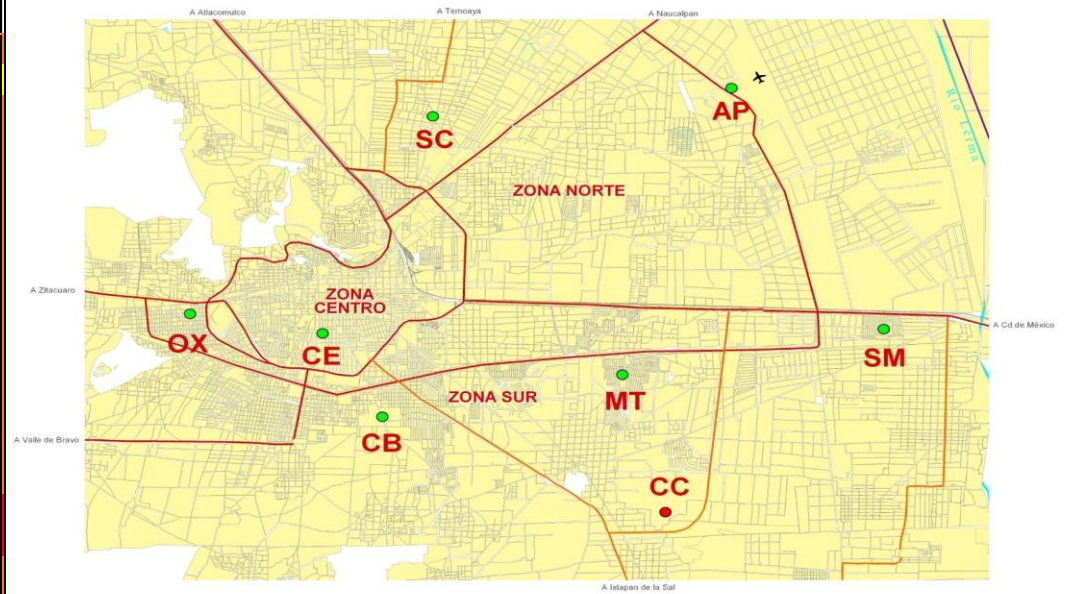 A Atlacomulco
A Temoaya
A Naucalpan
AP
SC
Río Lerma
ZONA NORTE
A Zitacuaro
ZONA
CENTRO
A Cd de México
OX
CE
SM
ZONA SUR
MT
A Valle de Bravo
CB
CC
A Ixtapan de la Sal